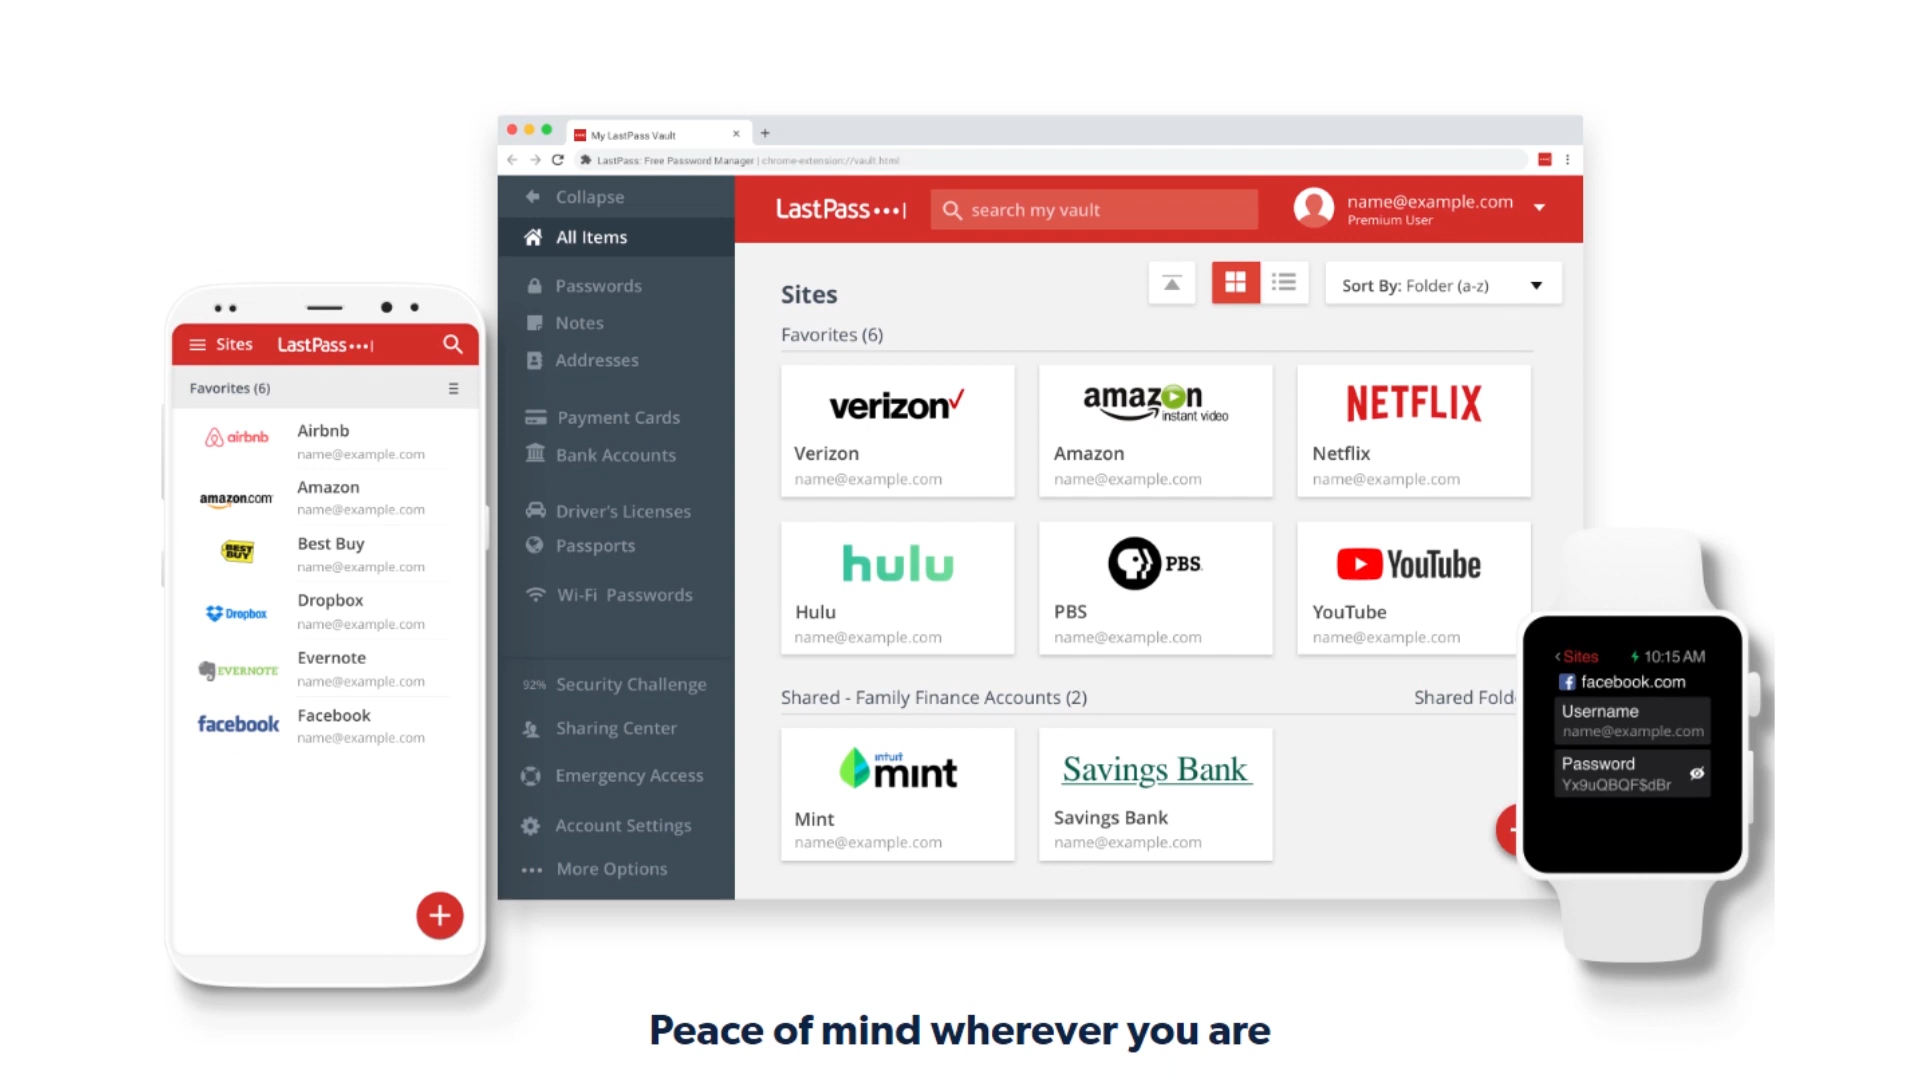 My LastPass Vault
LastPass: Free Password Manager | chrome-extension://vault.html
Collapse
All Items
Passwords
Notes
Addresses
Payment Cards
Bank Accounts
Driver's Licenses
Passports
Wi-Fi Passwords
92% Security Challenge
Sharing Center
Emergency Access
Account Settings
More Options
LastPass
search my vault
name@example.com
Premium User
Sites
Sort By: Folder (a-z)
Favorites (6)
verizon
Verizon
name@example.com
amazon
instant video
Amazon
name@example.com
NETFLIX
Netflix
name@example.com
hulu
Hulu
name@example.com
PBS
PBS
name@example.com
YouTube
YouTube
name@example.com
Shared - Family Finance Accounts (2)
Shared Folde
intuit
mint
Mint
name@example.com
Savings Bank
Savings Bank
name@example.com
Sites LastPass
Favorites (6)
airbnb
Airbnb
name@example.com
amazon.com
Amazon
name@example.com
BEST
BUY
Best Buy
name@example.com
Dropbox
Dropbox
name@example.com
EVERNOTE
Evernote
name@example.com
facebook
Facebook
name@example.com
<Sites 10:15 AM
facebook.com
Username
name@example.com
Password
Yx9uQBQF$dBr
Peace of mind wherever you are